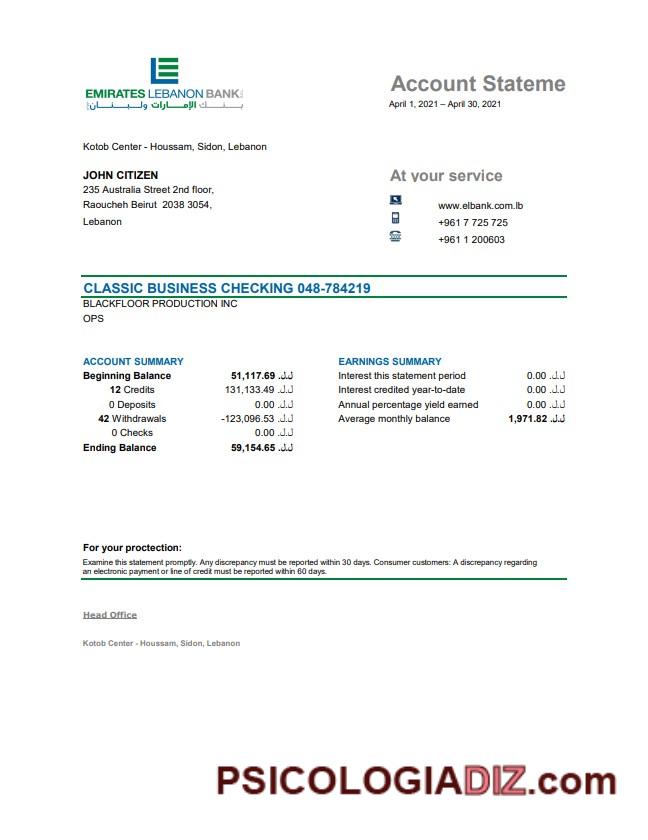 EMIRATES LEBANON BANK
بنك الإمارات ولبنان
Account Stateme
April 1, 2021 – April 30, 2021
Kotob Center - Houssam, Sidon, Lebanon
JOHN CITIZEN
235 Australia Street 2nd floor,
Raoucheh Beirut 2038 3054,
Lebanon
At your service
www.elbank.com.lb
+961 7 725 725
+961 1 200603
CLASSIC BUSINESS CHECKING 048-784219
BLACKFLOOR PRODUCTION INC
OPS
ACCOUNT SUMMARY
Beginning Balance 51,117.69 ل.ل.
12 Credits 131,133.49 ل.ل.
0 Deposits 0.00 ل.ل.
42 Withdrawals -123,096.53 ل.ل.
0 Checks 0.00 ل.ل.
Ending Balance 59,154.65 ل.ل.
EARNINGS SUMMARY
Interest this statement period 0.00 ل.ل.
Interest credited year-to-date 0.00 ل.ل.
Annual percentage yield earned 0.00 ل.ل.
Average monthly balance 1,971.82 ل.ل.
For your proctection:
Examine this statement promptly. Any discrepancy must be reported within 30 days. Consumer customers: A discrepancy regarding
an electronic payment or line of credit must be reported within 60 days.
Head Office
Kotob Center - Houssam, Sidon, Lebanon
PSICOLOGIADIZ.com